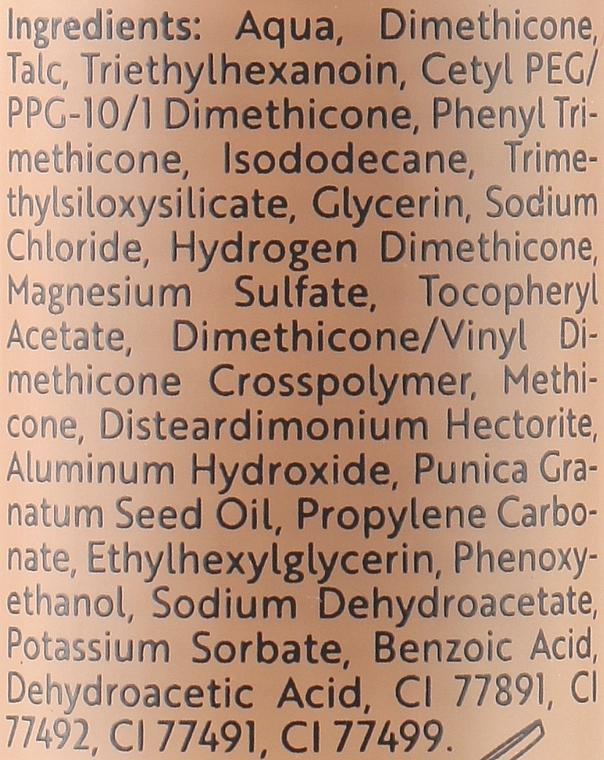 Ingredients: Aqua, Dimethicone,
Talc, Triethylhexanoin, Cetyl PEG/
PPG-10/1 Dimethicone, Phenyl Tri-
methicone, Isododecane, Trime-
thylsiloxysilicate, Glycerin, Sodium
Chloride, Hydrogen Dimethicone,
Magnesium Sulfate, Tocopheryl
Acetate, Dimethicone/Vinyl Di-
methicone Crosspolymer, Methi-
cone, Disteardimonium Hectorite,
Aluminum Hydroxide, Punica Gra-
natum Seed Oil, Propylene Carbo-
nate, Ethylhexylglycerin, Phenoxy-
ethanol, Sodium Dehydroacetate,
Potassium Sorbate, Benzoic Acid,
Dehydroacetic Acid, CI 77891, CI
77492, CI 77491, CI 77499.